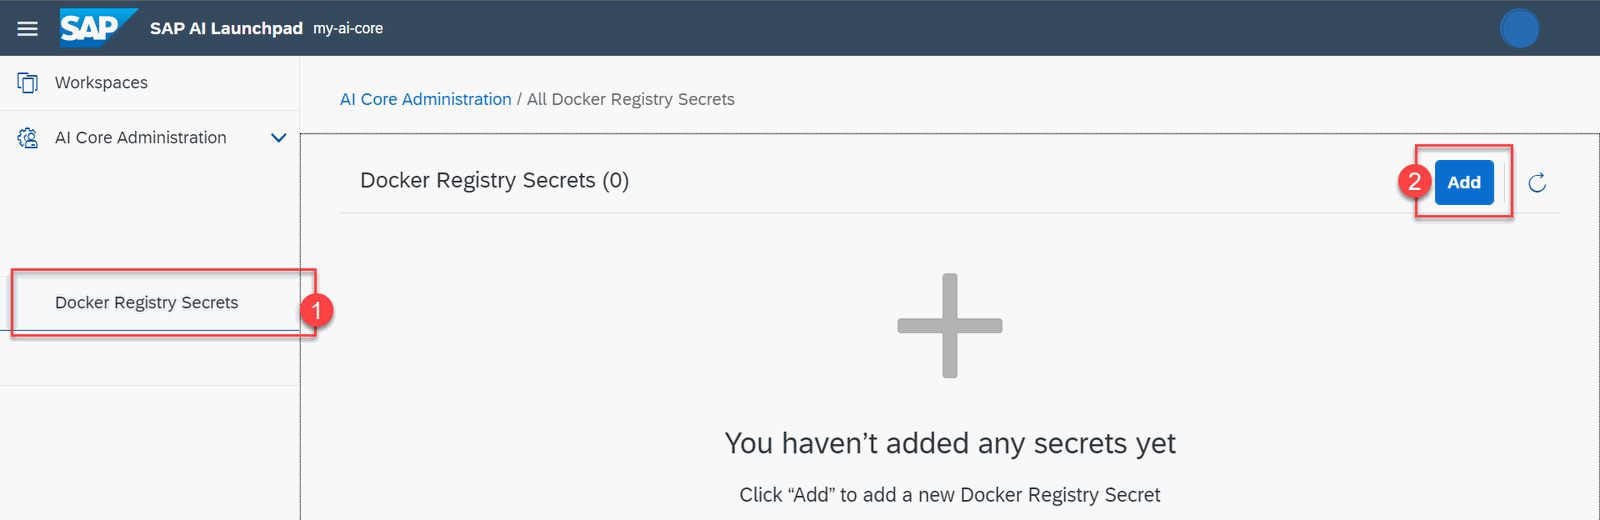 SAP SAP AI Launchpad my-ai-core
Workspaces
AI Core Administration
Docker Registry Secrets 1
AI Core Administration / All Docker Registry Secrets
Docker Registry Secrets (0)
2 Add
You haven’t added any secrets yet
Click “Add” to add a new Docker Registry Secret